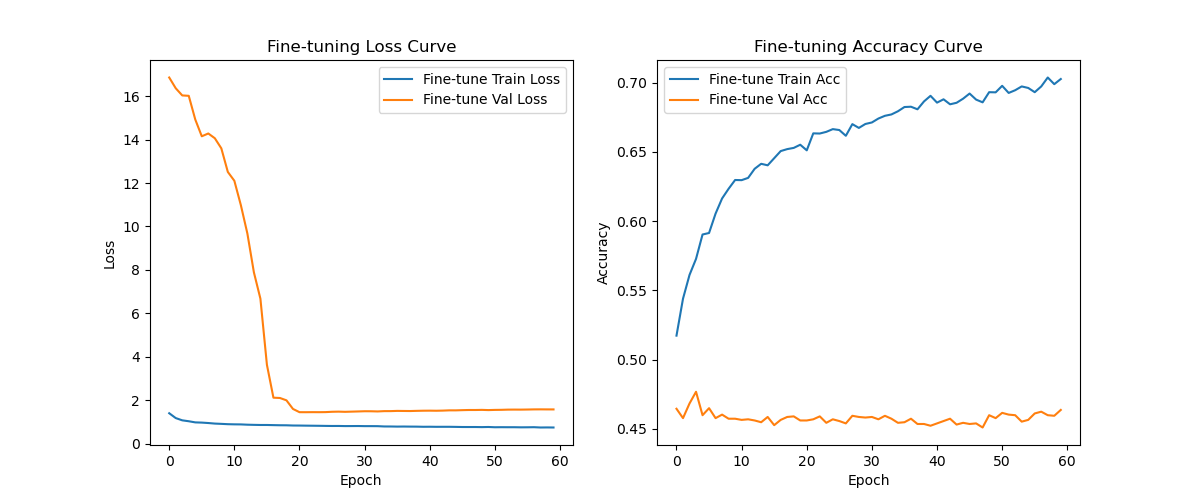 Fine-tuning Loss Curve
Fine-tune Train Loss
Fine-tune Val Loss
16
14
12
10
8
6
4
2
0
Loss
0 10 20 30 40 50 60
Epoch
Fine-tuning Accuracy Curve
Fine-tune Train Acc
Fine-tune Val Acc
0.70
0.65
0.60
0.55
0.50
0.45
Accuracy
0 10 20 30 40 50 60
Epoch